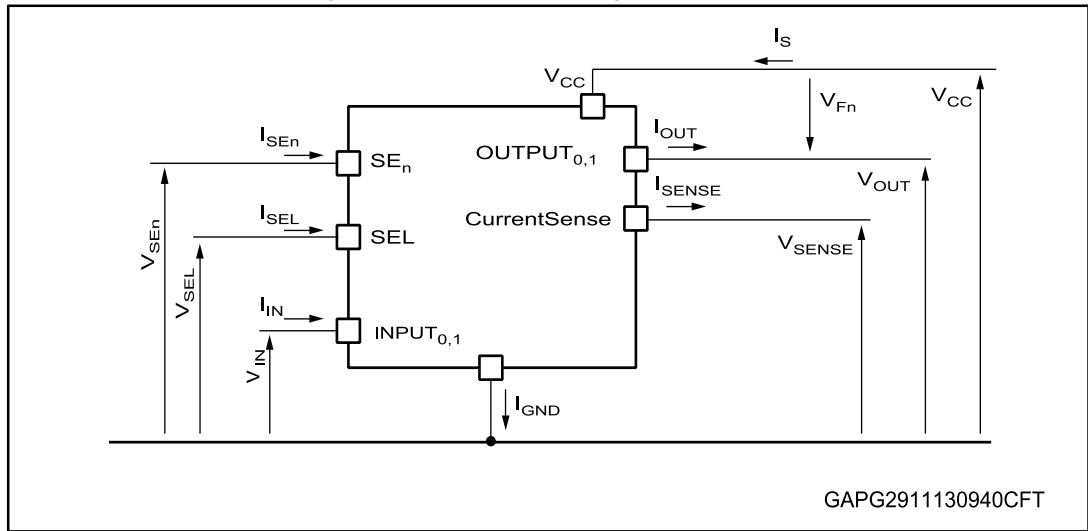 I_S
V_CC
V_Fn
V_CC
I_SEn
SE_n
OUTPUT_0,1
I_OUT
V_OUT
I_SENSE
CurrentSense
V_SENSE
I_SEL
SEL
V_SEn
V_SEL
I_IN
INPUT_0,1
V_IN
I_GND
GAPG2911130940CFT